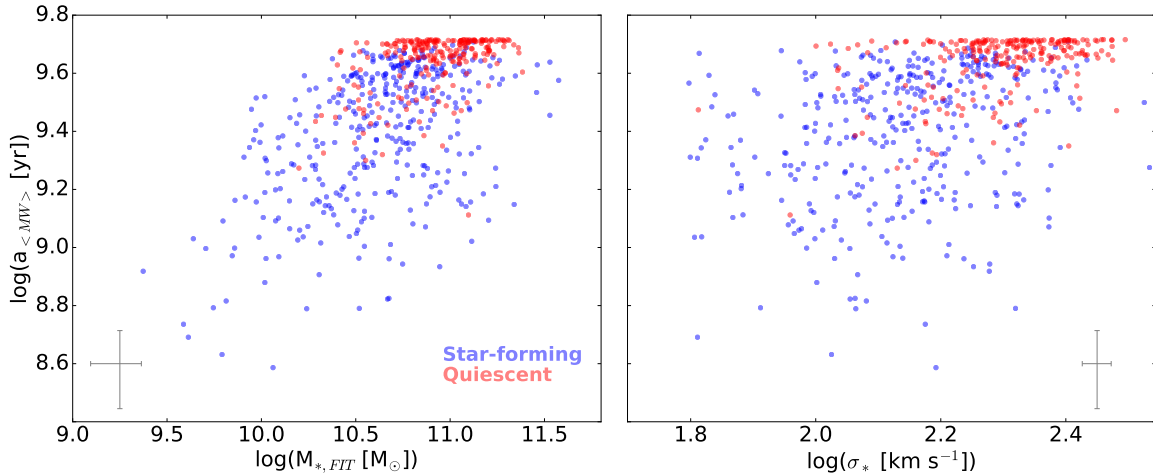 9.8
9.6
9.4
9.2
9.0
8.8
8.6
log(a<MW> [yr])
Star-forming
Quiescent
9.0 9.5 10.0 10.5 11.0 11.5
log(M*,FIT [M⊙])
1.8 2.0 2.2 2.4
log(σ* [km s⁻¹])